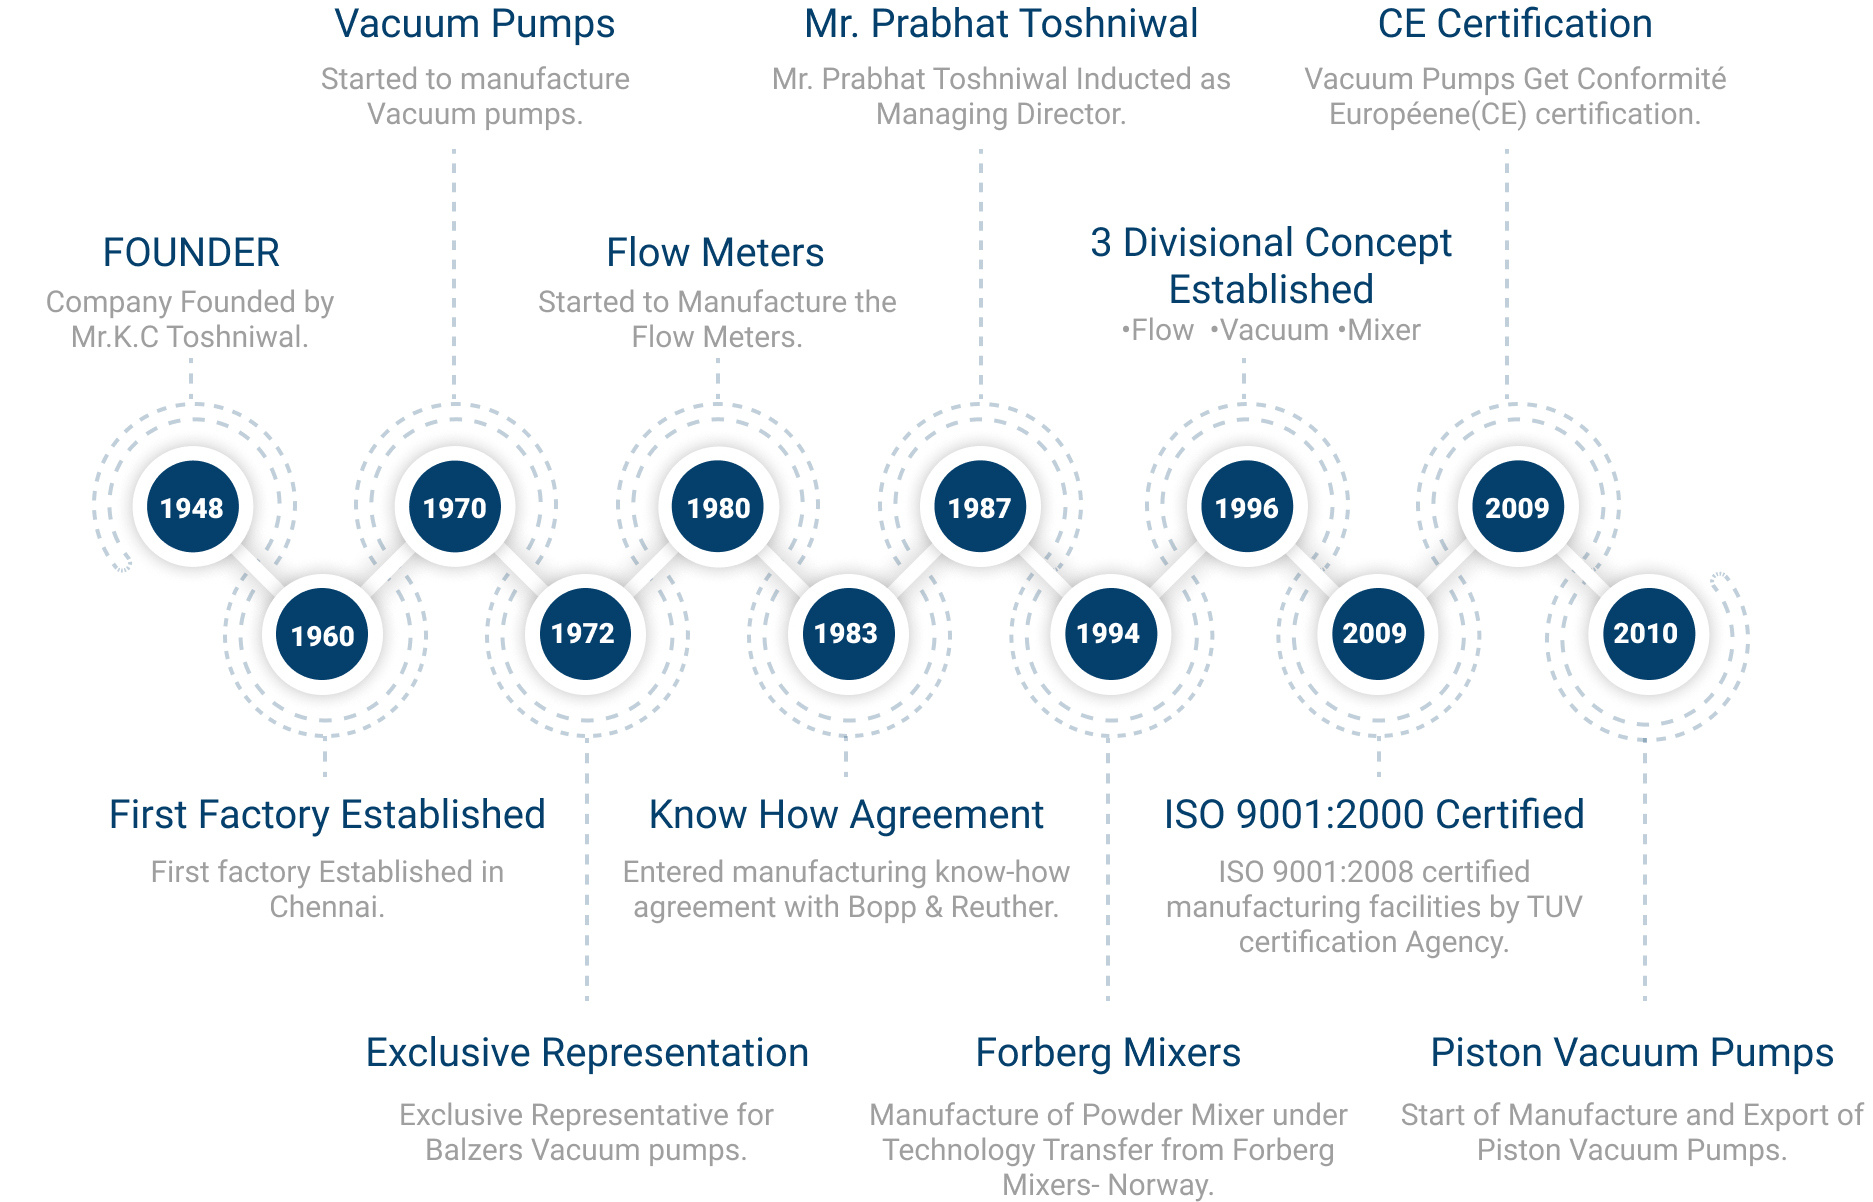 Vacuum Pumps
Started to manufacture
Vacuum pumps.
Mr. Prabhat Toshniwal
Mr. Prabhat Toshniwal Inducted as
Managing Director.
CE Certification
Vacuum Pumps Get Conformité
Européene(CE) certification.
FOUNDER
Company Founded by
Mr.K.C Toshniwal.
Flow Meters
Started to Manufacture the
Flow Meters.
3 Divisional Concept
Established
•Flow •Vacuum •Mixer
1948
1970
1980
1987
1996
2009
1960
1972
1983
1994
2009
2010
First Factory Established
First factory Established in
Chennai.
Know How Agreement
Entered manufacturing know-how
agreement with Bopp & Reuther.
ISO 9001:2000 Certified
ISO 9001:2008 certified
manufacturing facilities by TUV
certification Agency.
Exclusive Representation
Exclusive Representative for
Balzers Vacuum pumps.
Forberg Mixers
Manufacture of Powder Mixer under
Technology Transfer from Forberg
Mixers- Norway.
Piston Vacuum Pumps
Start of Manufacture and Export of
Piston Vacuum Pumps.